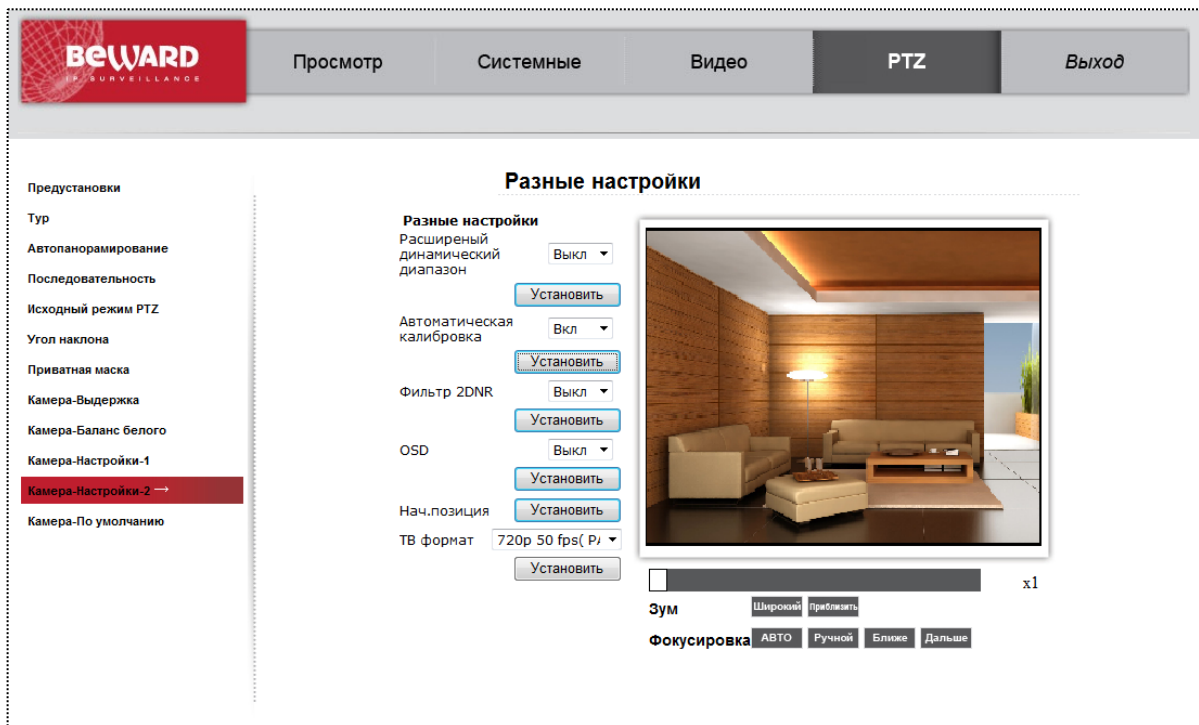 BEWARD
IP SURVEILLANCE
Просмотр
Системные
Видео
PTZ
Выход
Предустановки
Тур
Автопанорамирование
Последовательность
Исходный режим PTZ
Угол наклона
Приватная маска
Камера-Выдержка
Камера-Баланс белого
Камера-Настройки-1
Камера-Настройки-2 →
Камера-По умолчанию
Разные настройки
Разные настройки
Расширеный
динамический
диапазон
Выкл
Установить
Автоматическая
калибровка
Вкл
Установить
Фильтр 2DNR
Выкл
Установить
OSD
Выкл
Установить
Нач.позиция
Установить
ТВ формат
720p 50 fps( P/
Установить
x1
Зум
Широкий
Приблизить
Фокусировка
АВТО
Ручной
Ближе
Дальше